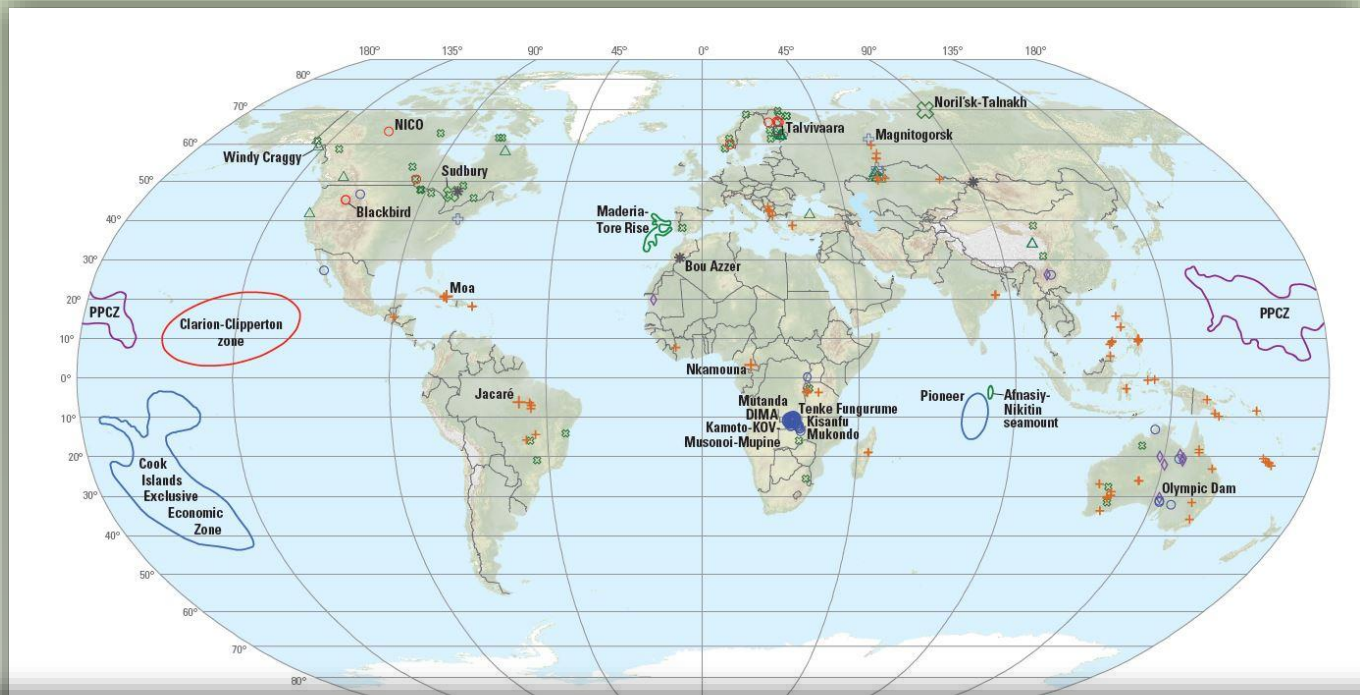 180°
135°
90°
45°
0°
45°
90°
135°
180°
80°
70°
60°
50°
40°
30°
20°
10°
0°
10°
20°
30°
40°
50°
60°
70°
80°
NICO
Windy Craggy
Sudbury
Blackbird
Talvivaara
Noril'sk-Talnakh
Magnitogorsk
Maderia-
Tore Rise
Bou Azzer
Moa
PPCZ
Clarion-Clipperton
zone
PPCZ
Nkamouna
Jacaré
Mutanda
DIMA
Kamoto-KOV-
Musonoi-Mupine
Tenke Fungurume
Kisanfu
Mukondo
Pioneer
Afnasiy-
Nikitin
seamount
Cook
Islands
Exclusive
Economic
Zone
Olympic Dam